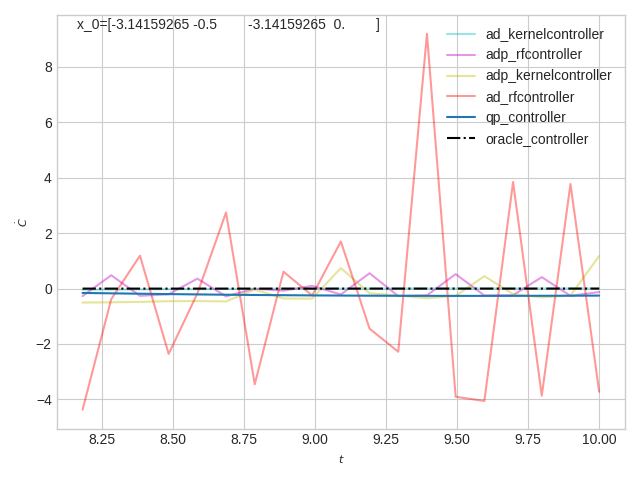 x_0=[-3.14159265 -0.5 -3.14159265 0. ]
ad_kernelcontroller
adp_rfcontroller
adp_kernelcontroller
ad_rfcontroller
qp_controller
oracle_controller
8
6
4
2
0
−2
−4
Ċ
8.25 8.50 8.75 9.00 9.25 9.50 9.75 10.00
t